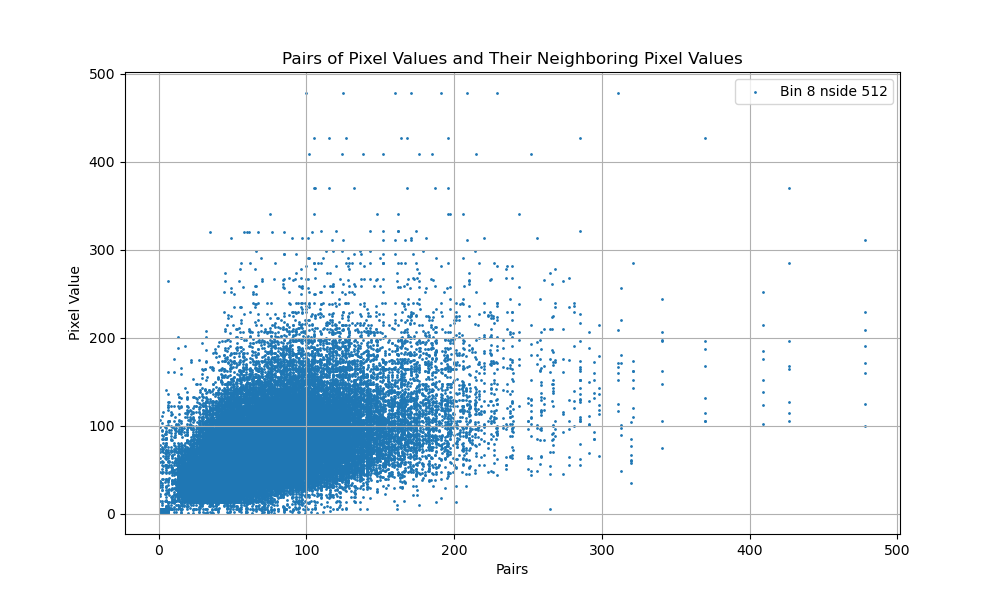 Pairs of Pixel Values and Their Neighboring Pixel Values
Bin 8 nside 512
Pixel Value
500
400
300
200
100
0
0 100 200 300 400 500
Pairs